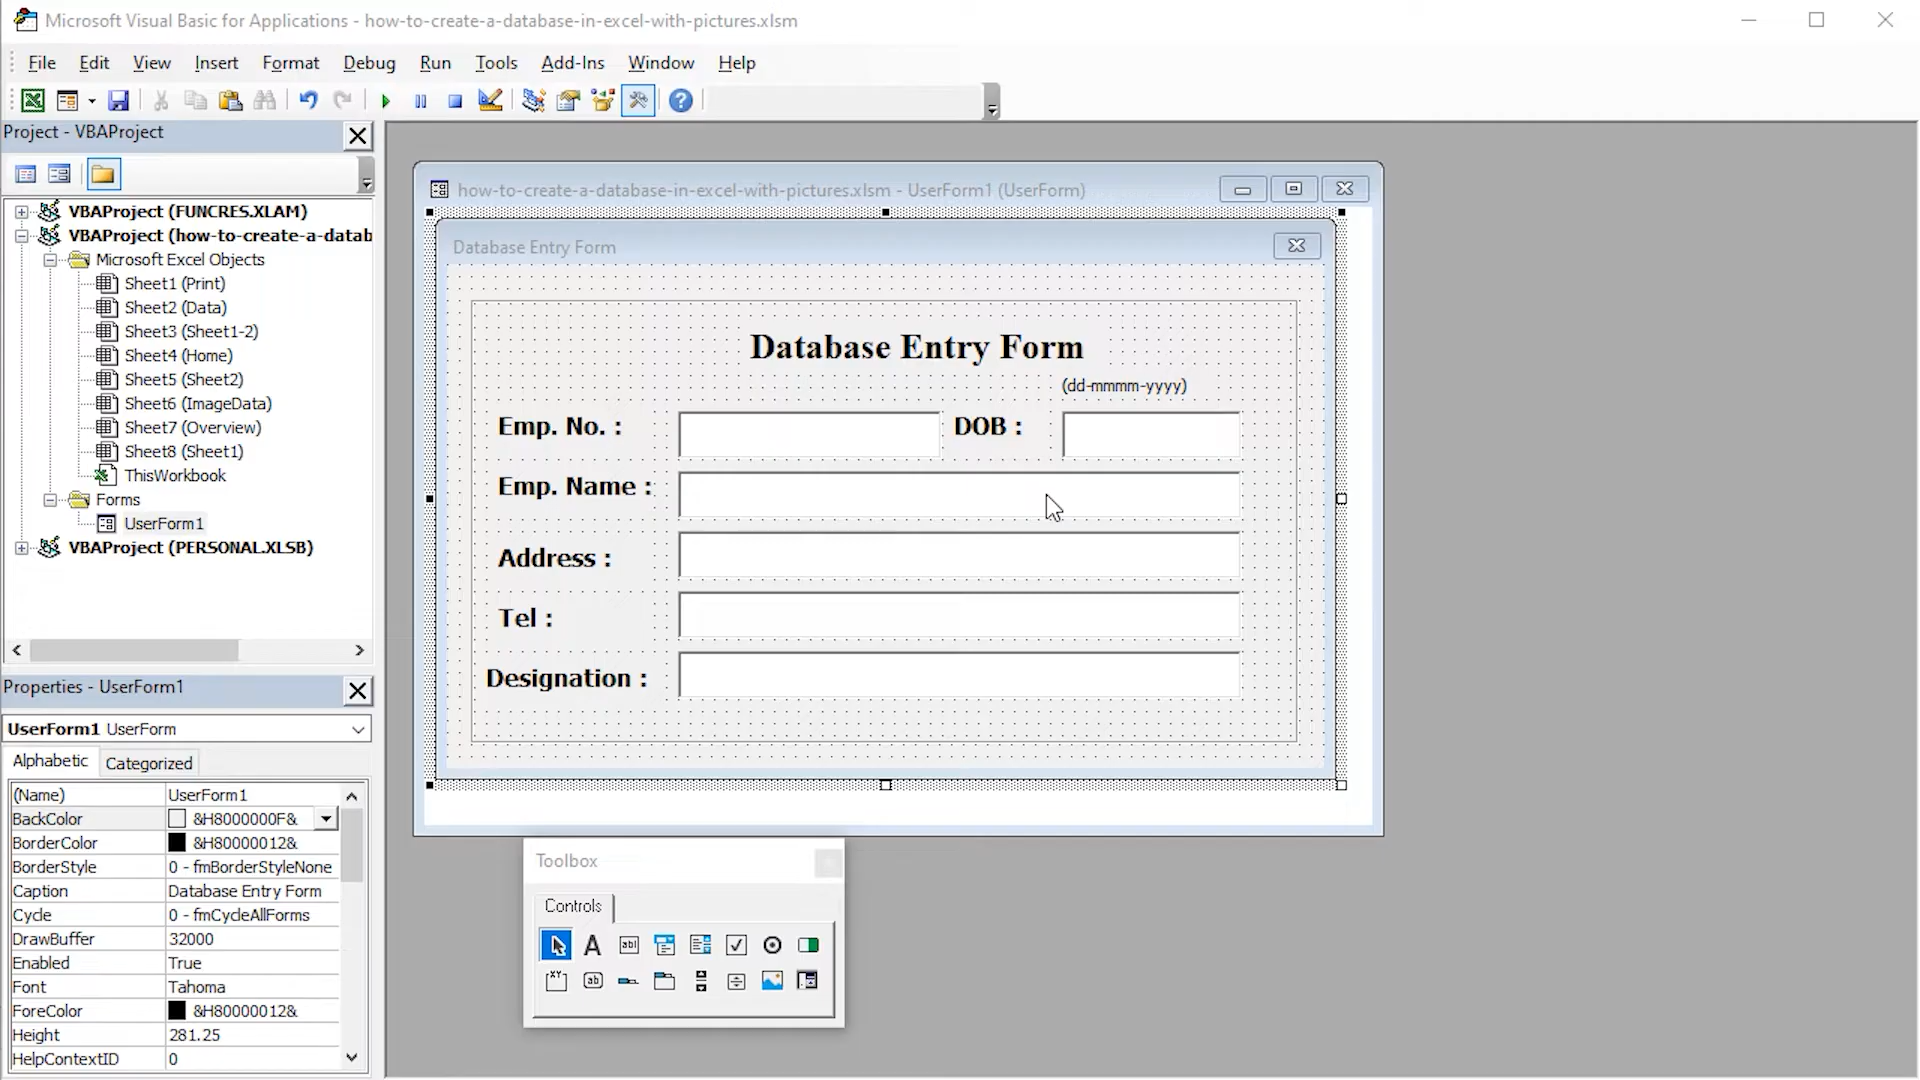 Microsoft Visual Basic for Applications - how-to-create-a-database-in-excel-with-pictures.xlsm
File Edit View Insert Format Debug Run Tools Add-Ins Window Help
Project - VBAProject
VBAProject (FUNCRES.XLAM)
VBAProject (how-to-create-a-datab
Microsoft Excel Objects
Sheet1 (Print)
Sheet2 (Data)
Sheet3 (Sheet1-2)
Sheet4 (Home)
Sheet5 (Sheet2)
Sheet6 (ImageData)
Sheet7 (Overview)
Sheet8 (Sheet1)
ThisWorkbook
Forms
UserForm1
VBAProject (PERSONAL.XLSB)
Properties - UserForm1
UserForm1 UserForm
Alphabetic Categorized
(Name) UserForm1
BackColor &H8000000F&
BorderColor &H80000012&
BorderStyle 0 - fmBorderStyleNone
Caption Database Entry Form
Cycle 0 - fmCycleAllForms
DrawBuffer 32000
Enabled True
Font Tahoma
ForeColor &H80000012&
Height 281.25
HelpContextID 0
how-to-create-a-database-in-excel-with-pictures.xlsm - UserForm1 (UserForm)
Database Entry Form
Database Entry Form
(dd-mmmm-yyyy)
Emp. No. : DOB :
Emp. Name :
Address :
Tel :
Designation :
Toolbox
Controls
A abl
XY ab